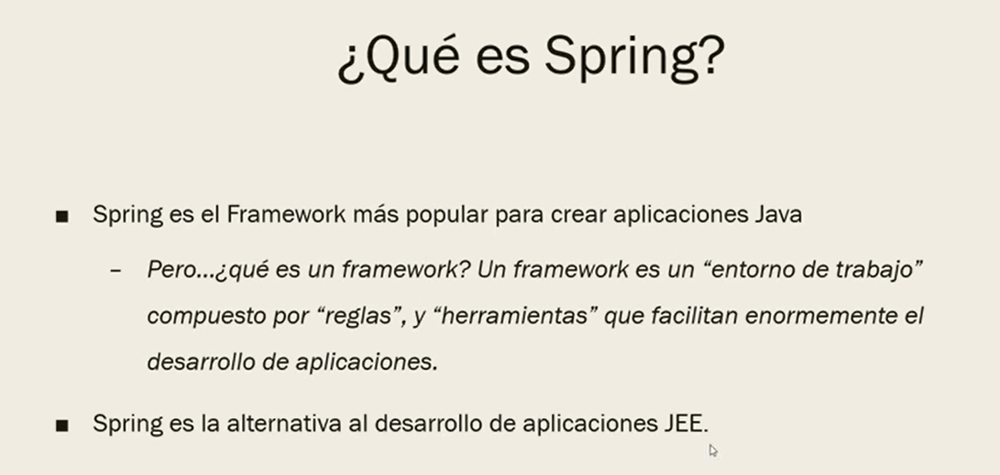 ¿Qué es Spring?
▪ Spring es el Framework más popular para crear aplicaciones Java
– Pero...¿qué es un framework? Un framework es un “entorno de trabajo”
compuesto por “reglas”, y “herramientas” que facilitan enormemente el
desarrollo de aplicaciones.
▪ Spring es la alternativa al desarrollo de aplicaciones JEE.